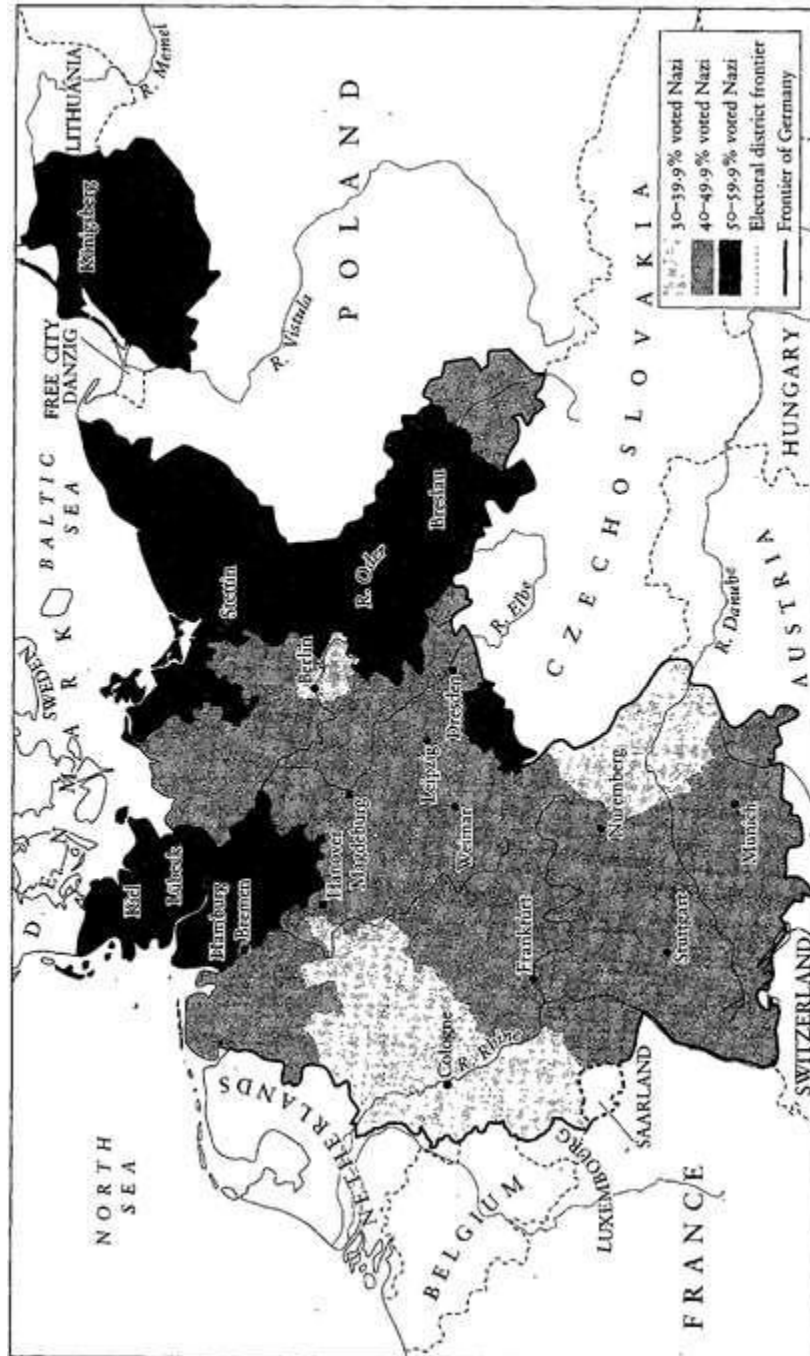 NORTH
SEA
BALTIC
SEA
D E N M A R K
SWEDEN
FREE CITY
DANZIG
LITHUANIA
R. Memel
Königsberg
Kiel
Lübeck
Hamburg
Bremen
Stettin
NETHERLANDS
Hanover
Magdeburg
Berlin
R. Vistula
POLAND
R. Oder
Breslau
Cologne
R. Rhine
Leipzig
Weimar
Dresden
R. Elbe
BELGIUM
LUXEMBOURG
Frankfurt
SAARLAND
Nuremberg
CZECHOSLOVAKIA
FRANCE
Stuttgart
Munich
R. Danube
SWITZERLAND
AUSTRIA
HUNGARY
30–39.9% voted Nazi
40–49.9% voted Nazi
50–59.9% voted Nazi
Electoral district frontier
Frontier of Germany